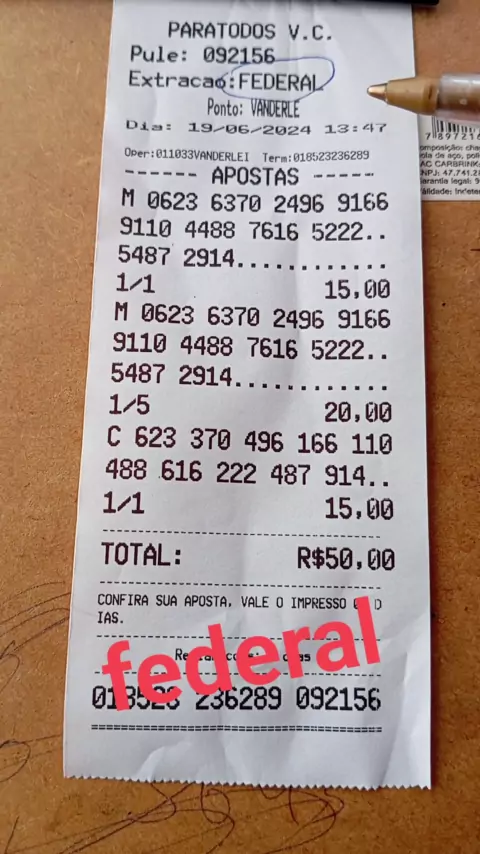 PARATODOS V.C.
Pule: 092156
Extracao:FEDERAL
Ponto: VANDERLE
Dia: 19/06/2024 13:47
Oper:011033VANDERLEI Term:018523236289
------ APOSTAS ------
M 0623 6370 2496 9166
9110 4488 7616 5222..
5487 2914............
1/1 15,00
M 0623 6370 2496 9166
9110 4488 7616 5222..
5487 2914............
1/5 20,00
C 623 370 496 166 110
488 616 222 487 914..
1/1 15,00
TOTAL: R$50,00
CONFIRA SUA APOSTA, VALE O IMPRESSO D
IAS.
federal
236289 092156